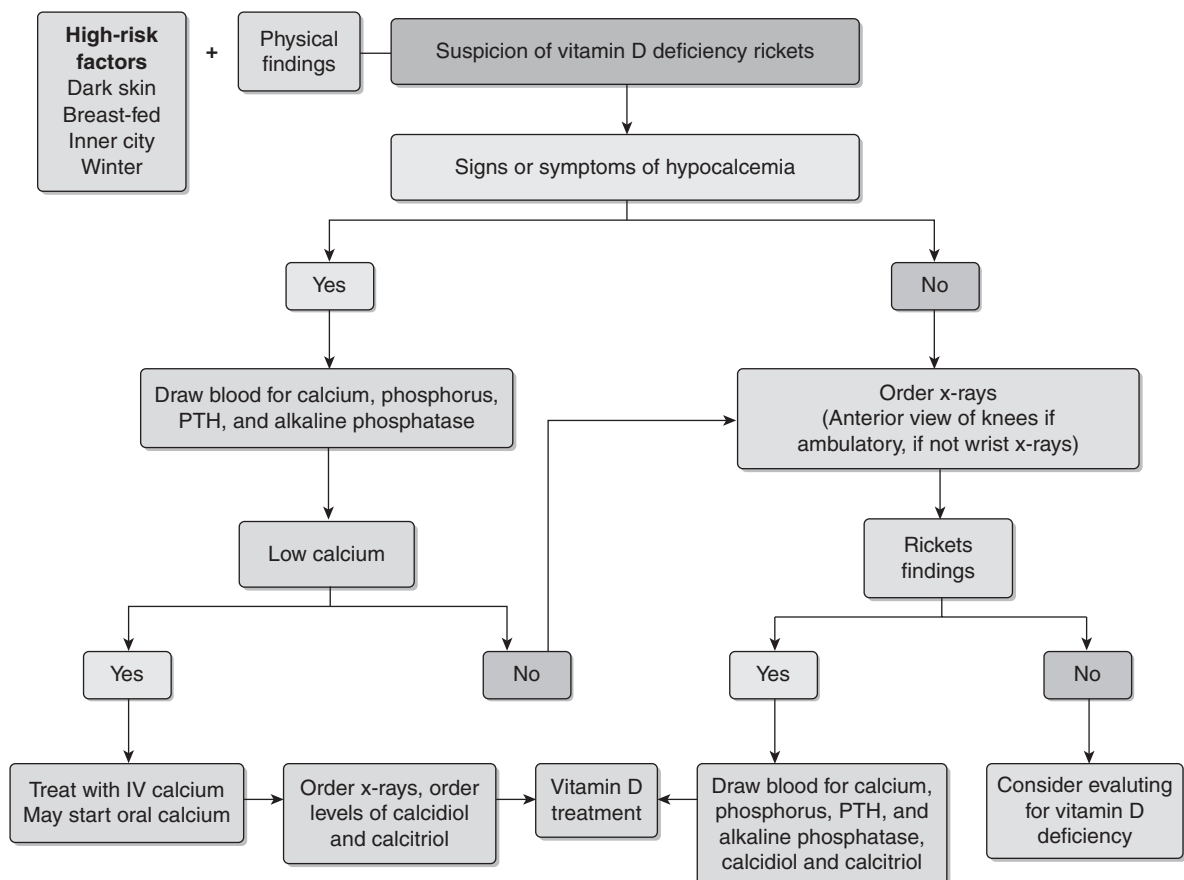 High-risk
factors
Dark skin
Breast-fed
Inner city
Winter
+
Physical
findings
Suspicion of vitamin D deficiency rickets
Signs or symptoms of hypocalcemia
Yes
No
Draw blood for calcium, phosphorus,
PTH, and alkaline phosphatase
Order x-rays
(Anterior view of knees if
ambulatory, if not wrist x-rays)
Low calcium
Rickets
findings
Yes
No
Yes
No
Treat with IV calcium
May start oral calcium
Order x-rays, order
levels of calcidiol
and calcitriol
Vitamin D
treatment
Draw blood for calcium,
phosphorus, PTH, and
alkaline phosphatase,
calcidiol and calcitriol
Consider evaluting
for vitamin D
deficiency